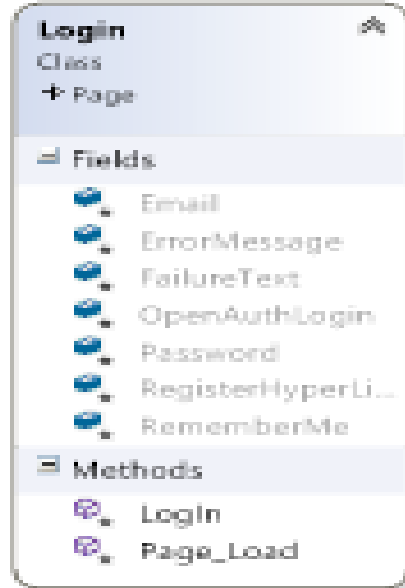 Login
Class
Page
Fields
Email
ErrorMessage
FailureText
OpenAuthLogin
Password
RegisterHyperLi...
RememberMe
Methods
LogIn
Page_Load